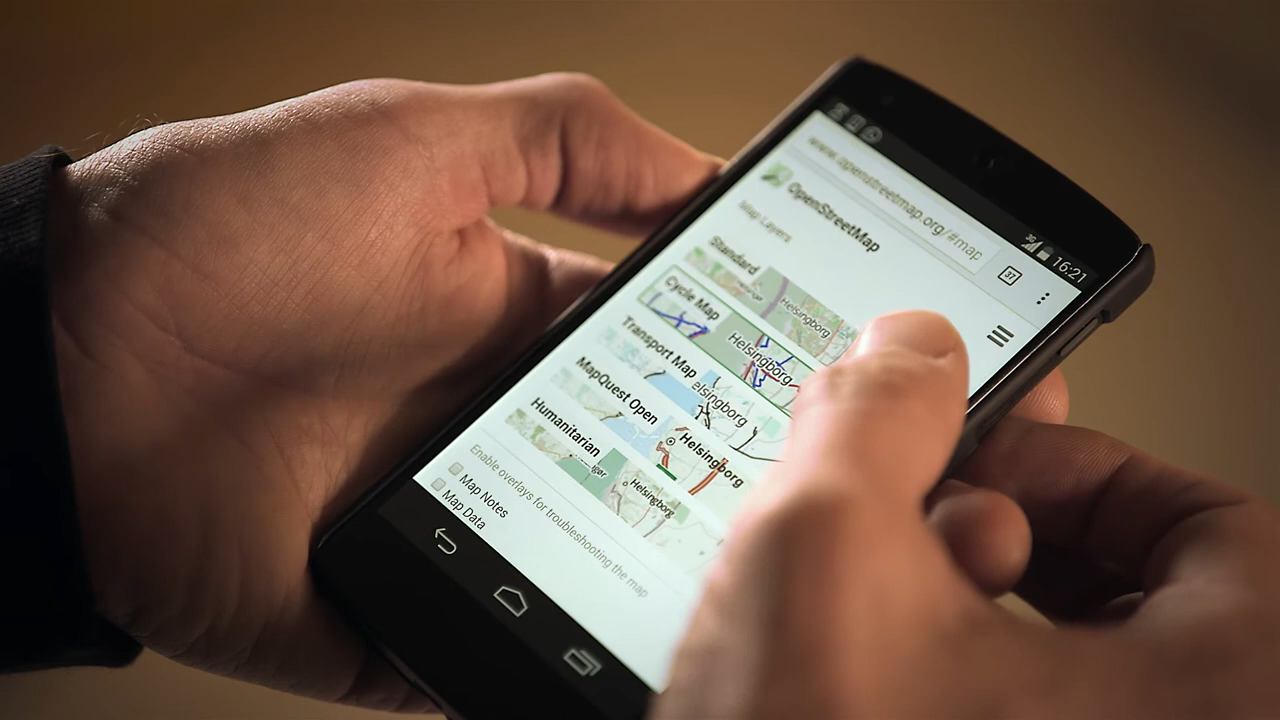 3G 16:21
www.openstreetmap.org/#map
37
OpenStreetMap
Map Layers
Standard
Helsingborg
Cycle Map
Helsingborg
Transport Map
elsingborg
MapQuest Open
Helsingborg
Humanitarian
Helsingborg
Enable overlays for troubleshooting the map
Map Notes
Map Data